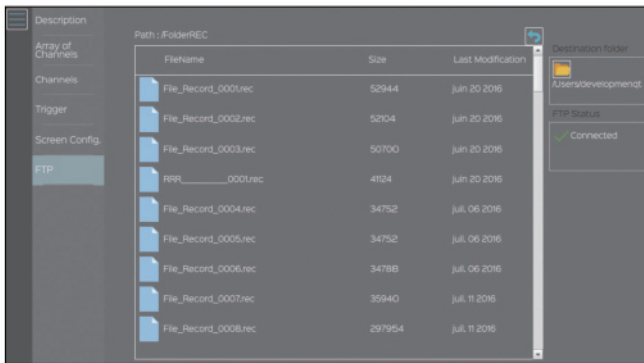 Description
Array of
Channels
Channels
Trigger
Screen Config.
FTP
Path : /FolderREC
FileName Size Last Modification
File_Record_0001.rec 52944 juin 20 2016
File_Record_0002.rec 52104 juin 20 2016
File_Record_0003.rec 50700 juin 20 2016
RRR_________0001.rec 41124 juin 20 2016
File_Record_0004.rec 34752 juil. 06 2016
File_Record_0005.rec 34752 juil. 06 2016
File_Record_0006.rec 34788 juil. 06 2016
File_Record_0007.rec 35940 juil. 11 2016
File_Record_0008.rec 297954 juil. 11 2016
Destination folder
/Users/developmenqt
FTP Status
Connected